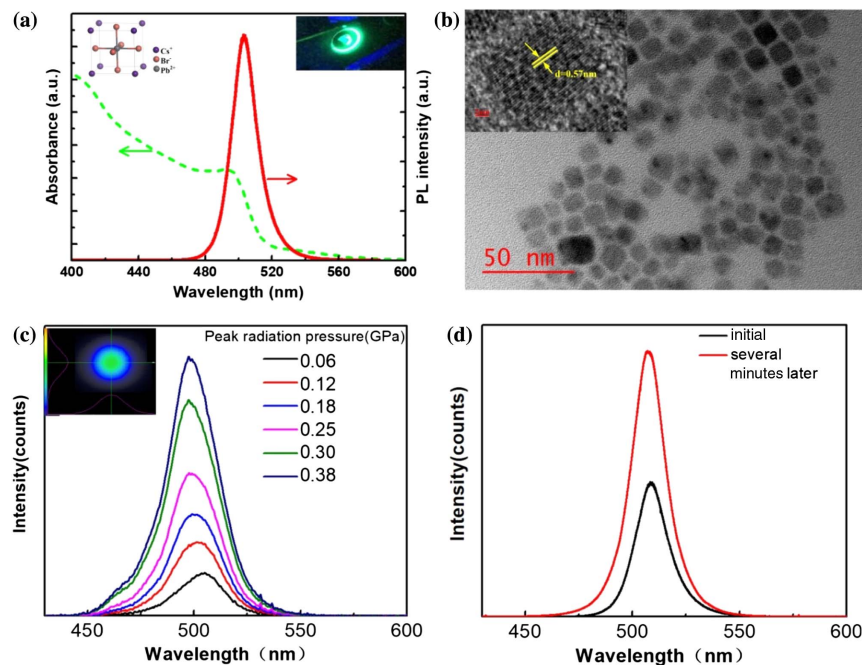 (a)
Cs⁺
Br⁻
Pb²⁺
Absorbance (a.u.)
PL intensity (a.u.)
400 440 480 520 560 600
Wavelength (nm)
(b)
d=0.57nm
50 nm
(c)
Peak radiation pressure(GPa)
0.06
0.12
0.18
0.25
0.30
0.38
Intensity(counts)
450 500 550 600
Wavelength（nm）
(d)
initial
several
minutes later
Intensity(counts)
450 500 550 600
Wavelength（nm）